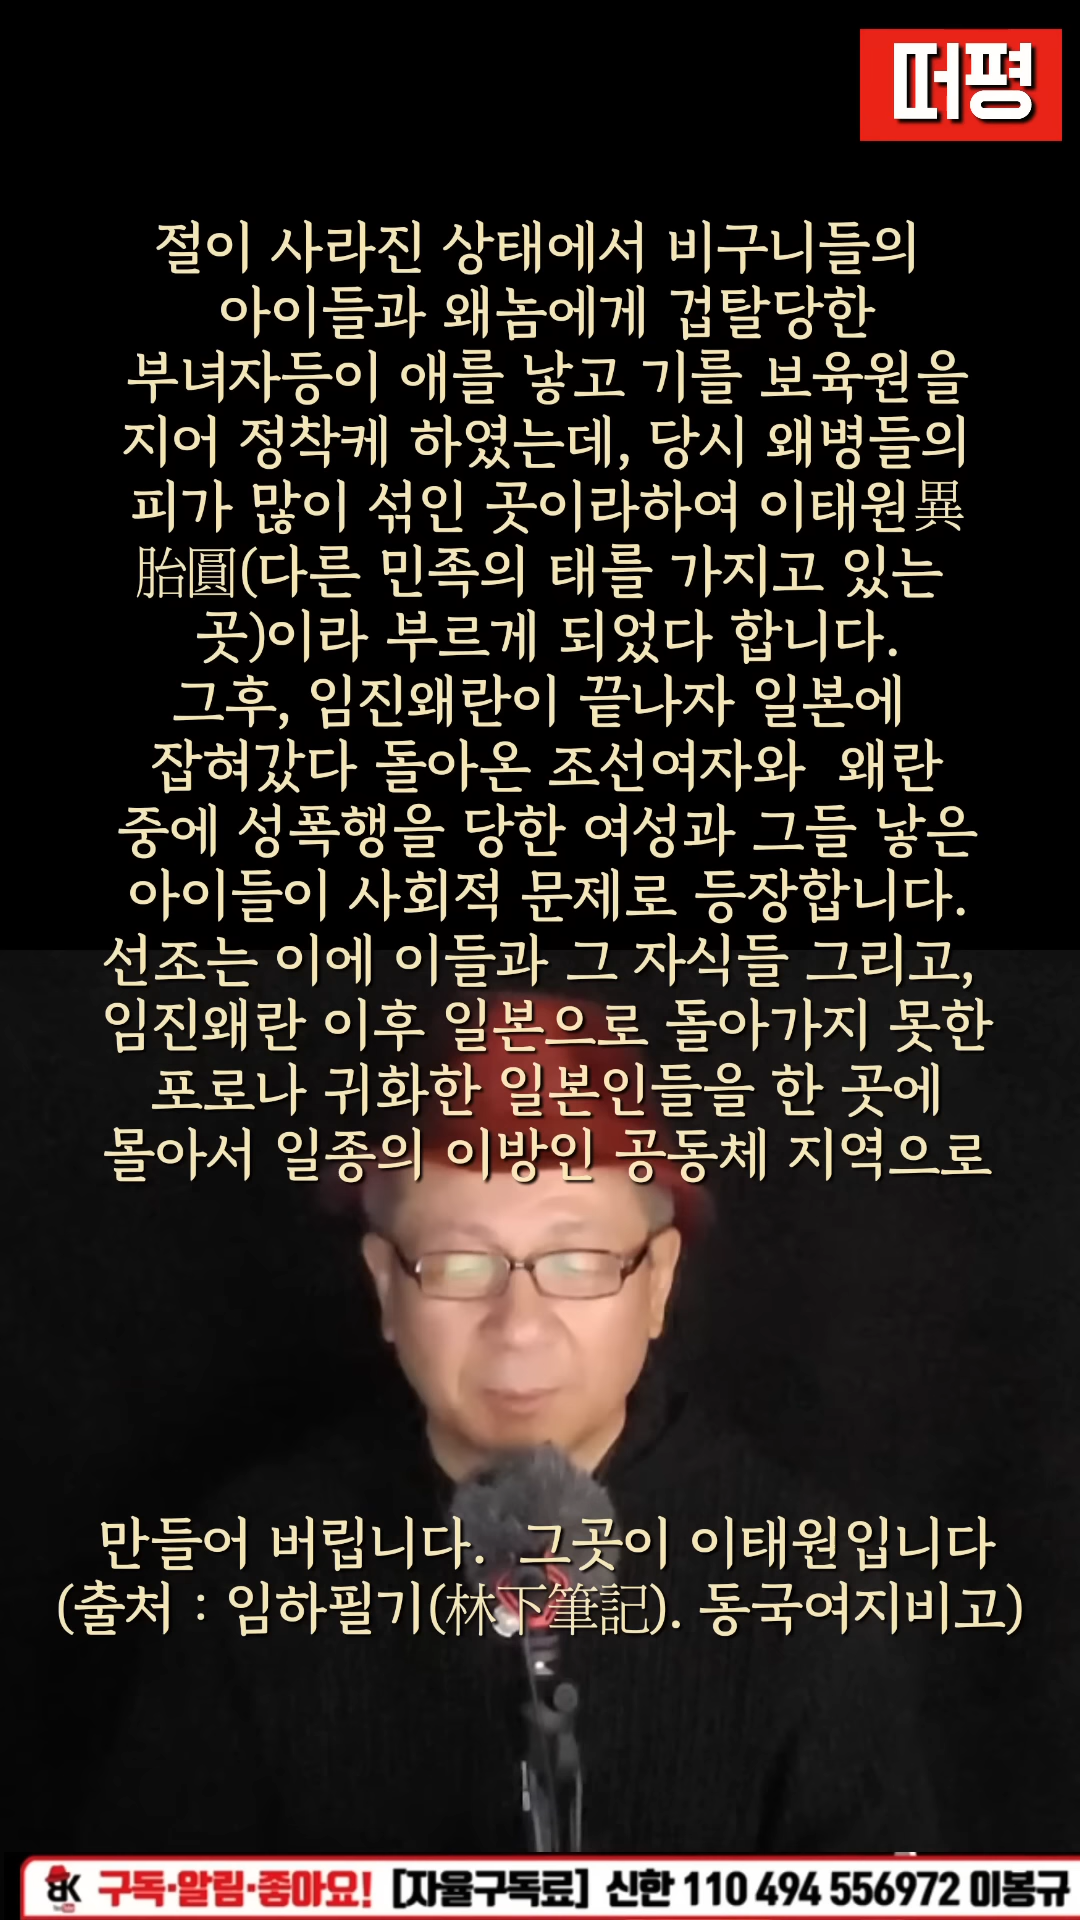 떠평
절이 사라진 상태에서 비구니들의
아이들과 왜놈에게 겁탈당한
부녀자등이 애를 낳고 기를 보육원을
지어 정착케 하였는데, 당시 왜병들의
피가 많이 섞인 곳이라하여 이태원異
胎圓(다른 민족의 태를 가지고 있는
곳)이라 부르게 되었다 합니다.
그후, 임진왜란이 끝나자 일본에
잡혀갔다 돌아온 조선여자와 왜란
중에 성폭행을 당한 여성과 그들 낳은
아이들이 사회적 문제로 등장합니다.
선조는 이에 이들과 그 자식들 그리고,
임진왜란 이후 일본으로 돌아가지 못한
포로나 귀화한 일본인들을 한 곳에
몰아서 일종의 이방인 공동체 지역으로
만들어 버립니다. 그곳이 이태원입니다
(출처 : 임하필기(林下筆記). 동국여지비고)
BK 구독·알림·좋아요! [자율구독료] 신한 110 494 556972 이봉규